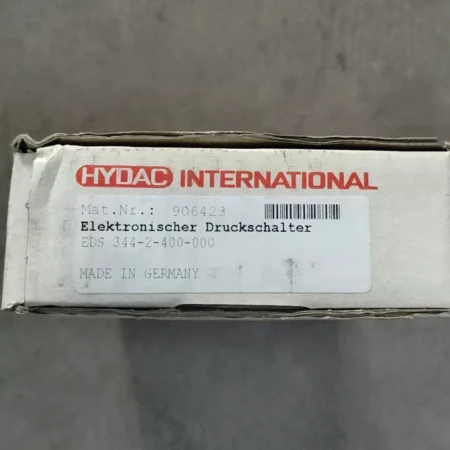 HYDAC INTERNATIONAL
Mat.Nr.: 906423
Elektronischer Druckschalter
EDS 344-2-400-000
MADE IN GERMANY